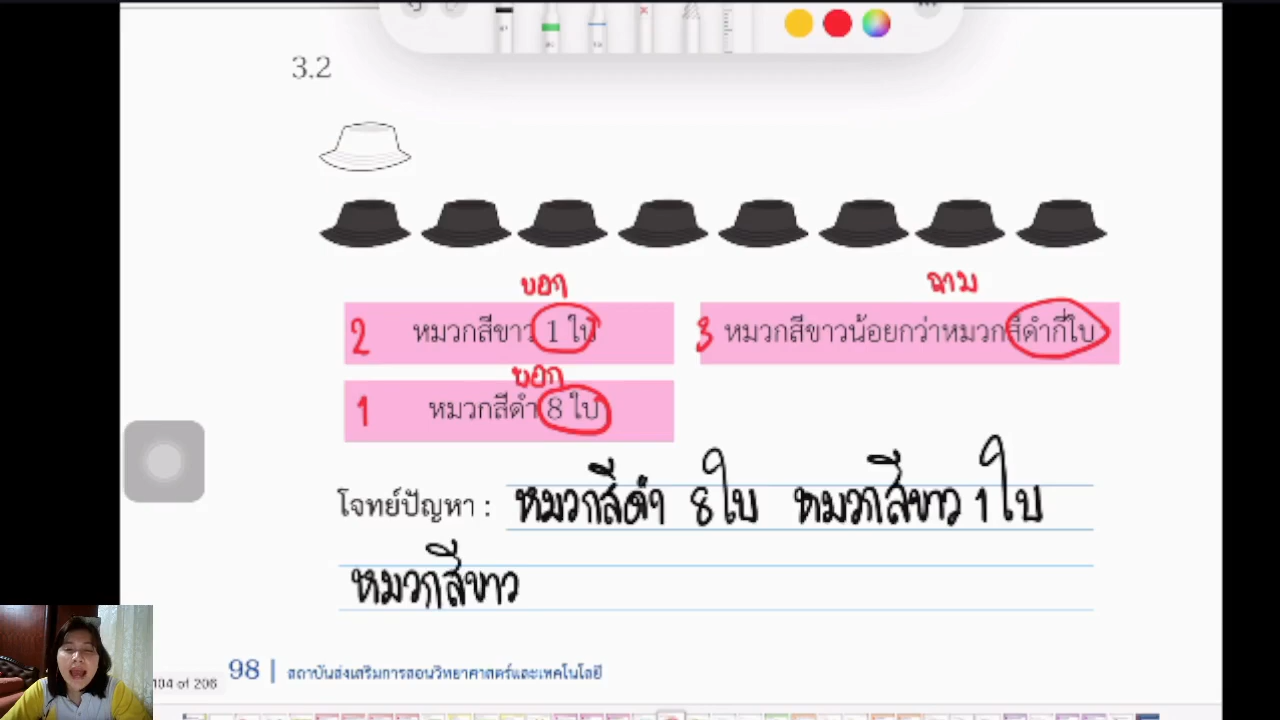 3.2
บอก
ถาม
2 หมวกสีขาว 1 ใบ
3 หมวกสีขาวน้อยกว่าหมวกสีดำกี่ใบ
บอก
1 หมวกสีดำ 8 ใบ
โจทย์ปัญหา : หมวกสีดำ 8 ใบ หมวกสีขาว 1 ใบ
หมวกสีขาว
104 of 206
98 | สถาบันส่งเสริมการสอนวิทยาศาสตร์และเทคโนโลยี